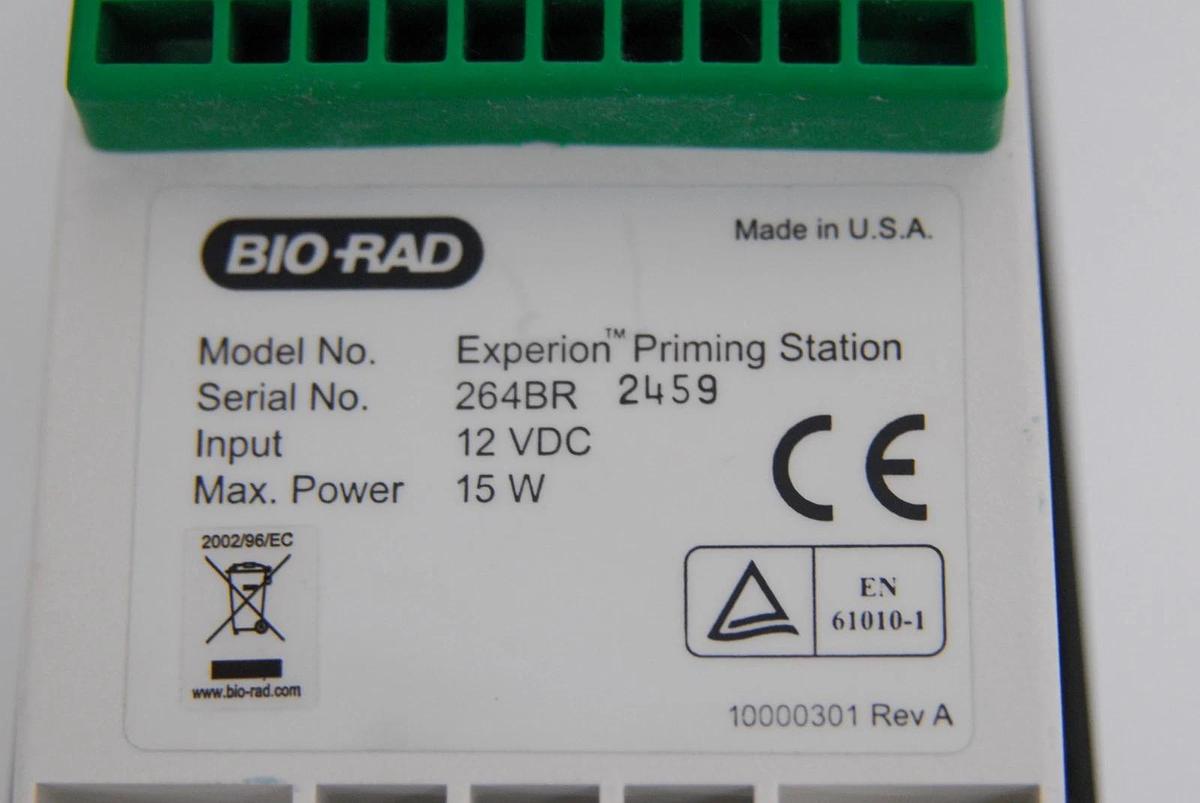 BIO-RAD
Made in U.S.A.
Model No. Experion™ Priming Station
Serial No. 264BR 2459
Input 12 VDC
Max. Power 15 W
CE
2002/96/EC
www.bio-rad.com
EN
61010-1
10000301 Rev A